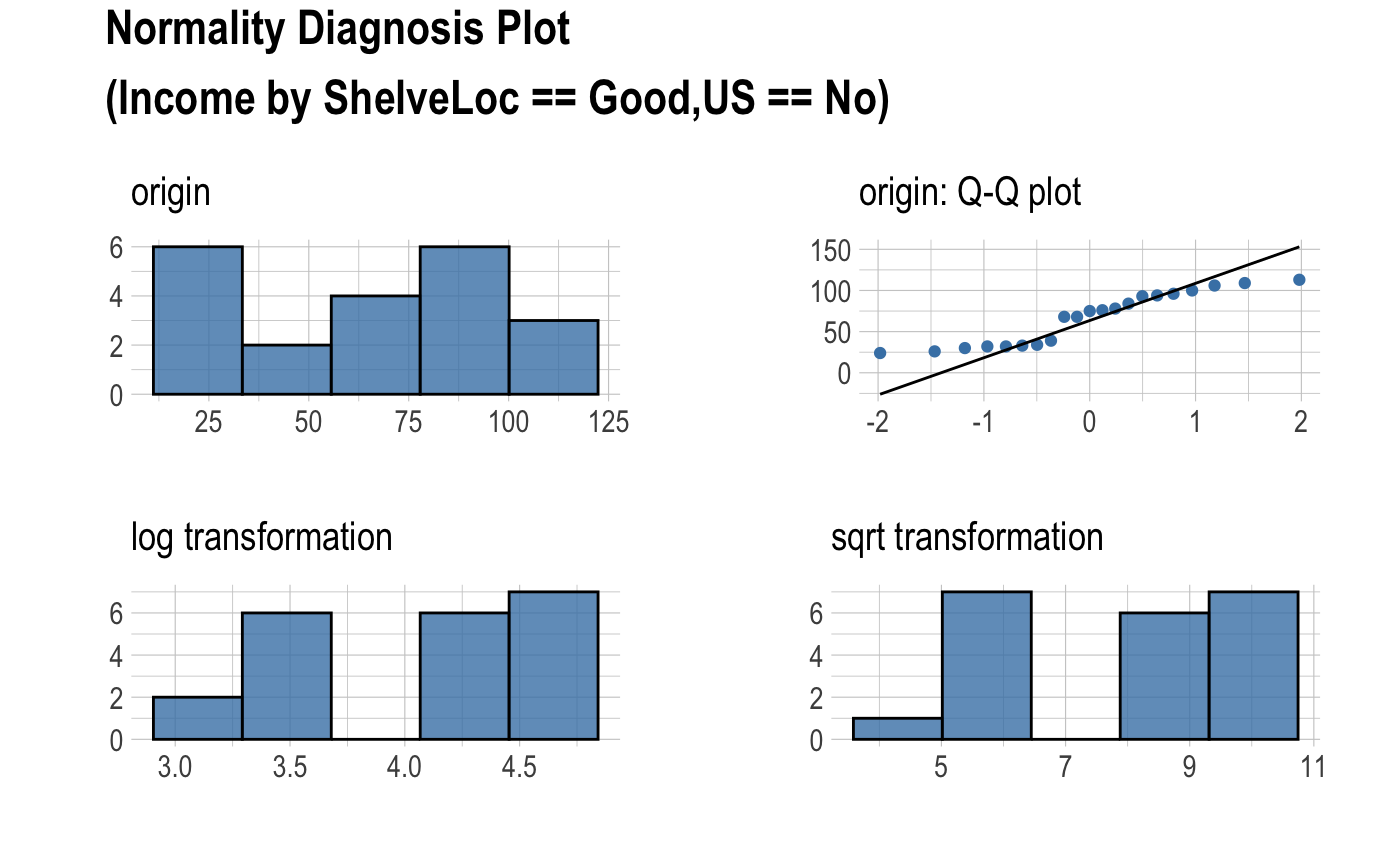 Normality Diagnosis Plot
(Income by ShelveLoc == Good,US == No)
origin
6
4
2
0
25 50 75 100 125
origin: Q-Q plot
150
100
50
0
-2 -1 0 1 2
log transformation
6
4
2
0
3.0 3.5 4.0 4.5
sqrt transformation
6
4
2
0
5 7 9 11